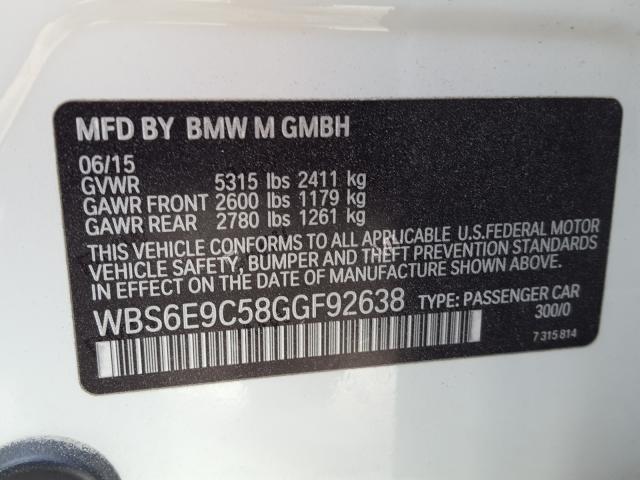 MFD BY BMW M GMBH
06/15
GVWR 5315 lbs 2411 kg
GAWR FRONT 2600 lbs 1179 kg
GAWR REAR 2780 lbs 1261 kg
THIS VEHICLE CONFORMS TO ALL APPLICABLE U.S.FEDERAL MOTOR
VEHICLE SAFETY, BUMPER AND THEFT PREVENTION STANDARDS
IN EFFECT ON THE DATE OF MANUFACTURE SHOWN ABOVE.
WBS6E9C58GGF92638 TYPE: PASSENGER CAR
300/0
7 315 814